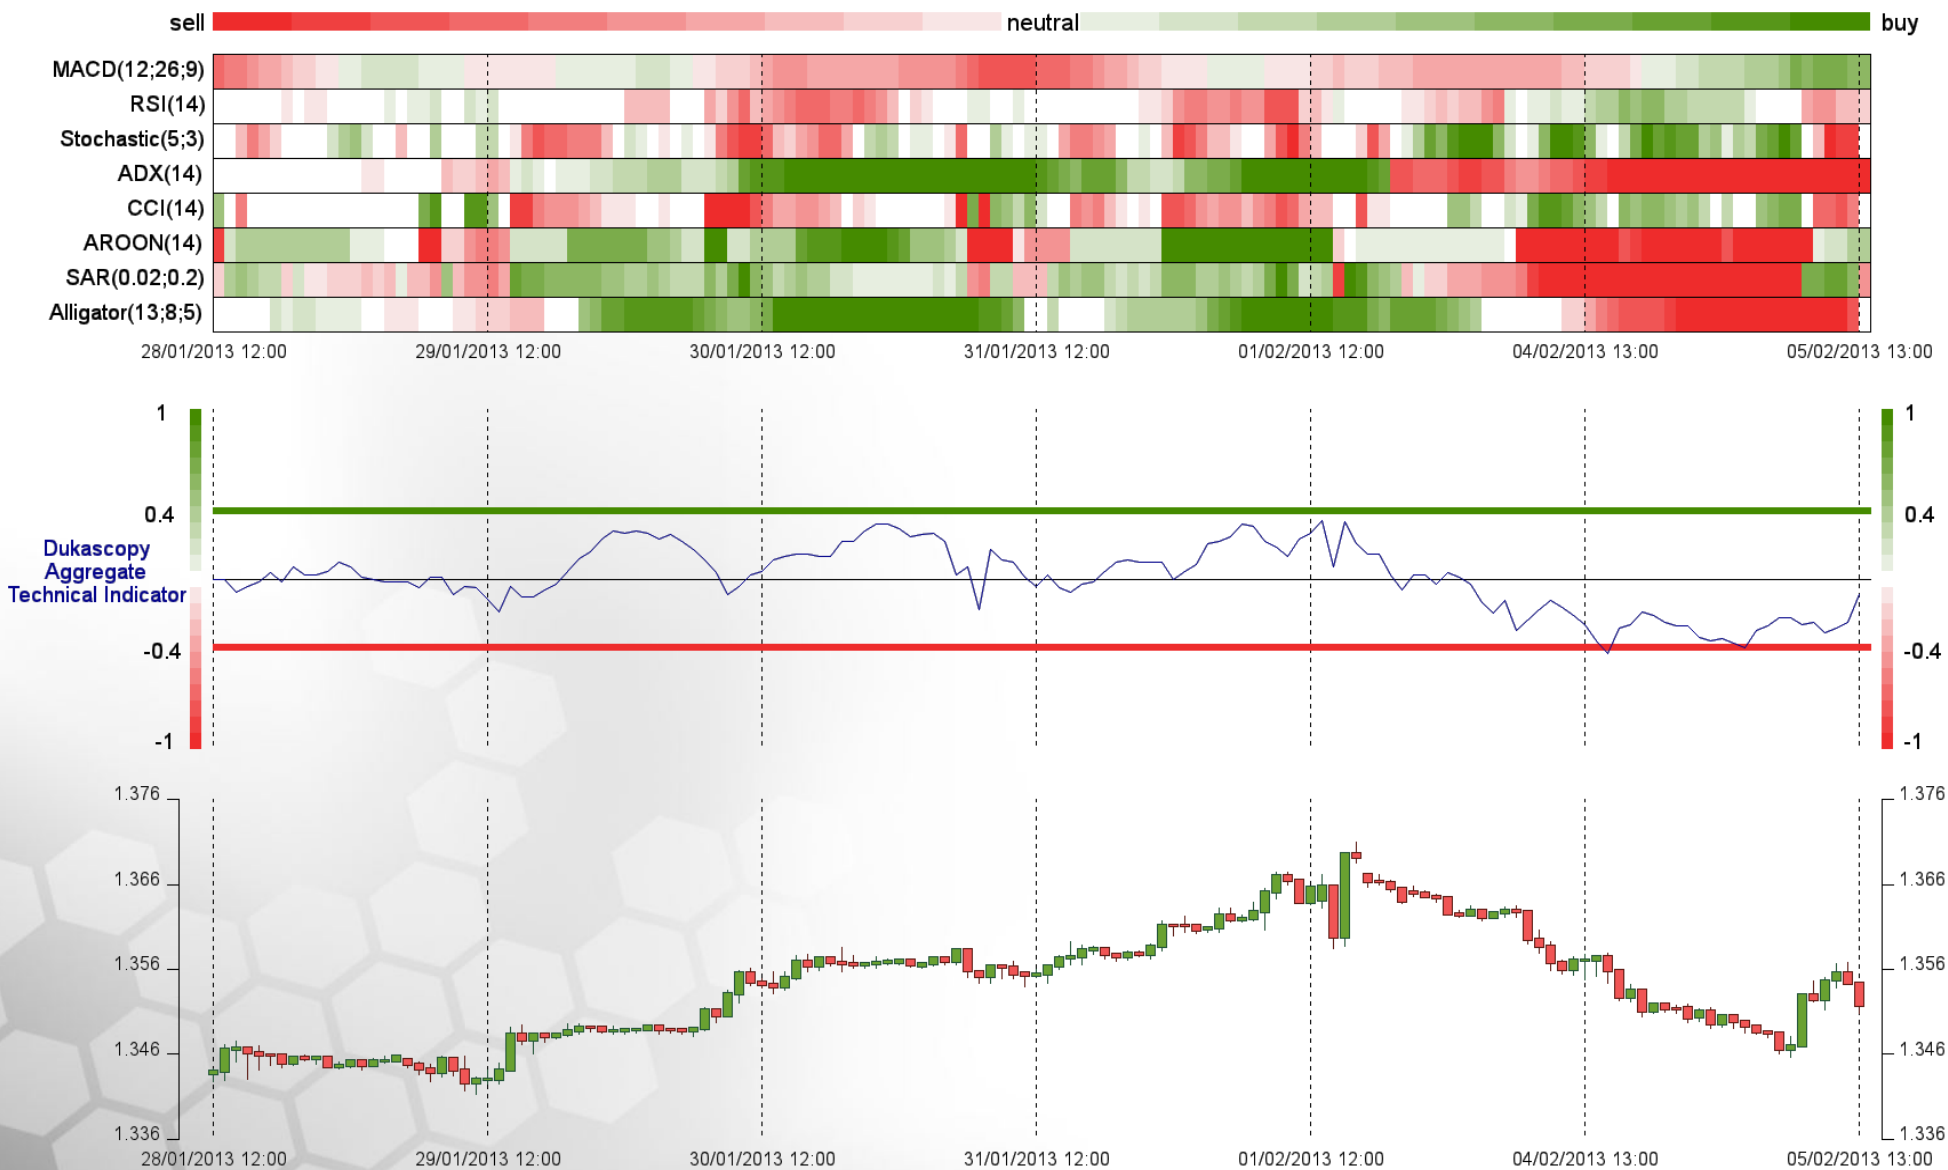 sell neutral buy
MACD(12;26;9)
RSI(14)
Stochastic(5;3)
ADX(14)
CCI(14)
AROON(14)
SAR(0.02;0.2)
Alligator(13;8;5)
28/01/2013 12:00 29/01/2013 12:00 30/01/2013 12:00 31/01/2013 12:00 01/02/2013 12:00 04/02/2013 13:00 05/02/2013 13:00
1 1
0.4 0.4
Dukascopy
Aggregate
Technical Indicator
-0.4 -0.4
-1 -1
1.376 1.376
1.366 1.366
1.356 1.356
1.346 1.346
1.336 1.336
28/01/2013 12:00 29/01/2013 12:00 30/01/2013 12:00 31/01/2013 12:00 01/02/2013 12:00 04/02/2013 13:00 05/02/2013 13:00